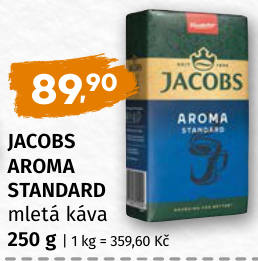 89,90
JACOBS
AROMA
STANDARD
mletá káva
250 g | 1 kg = 359,60 Kč
JACOBS
AROMA
STANDARD